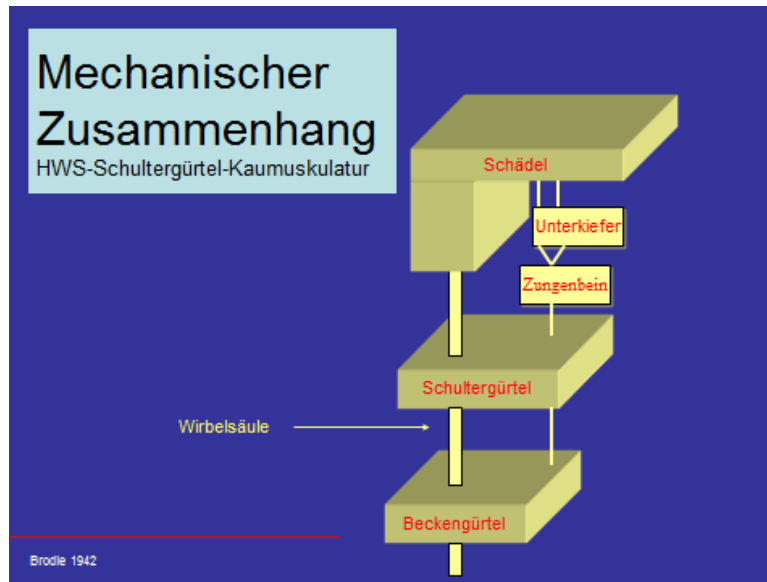 Mechanischer
Zusammenhang
HWS-Schultergürtel-Kaumuskulatur
Schädel
Unterkiefer
Zungenbein
Schultergürtel
Wirbelsäule
Beckengürtel
Brodie 1942